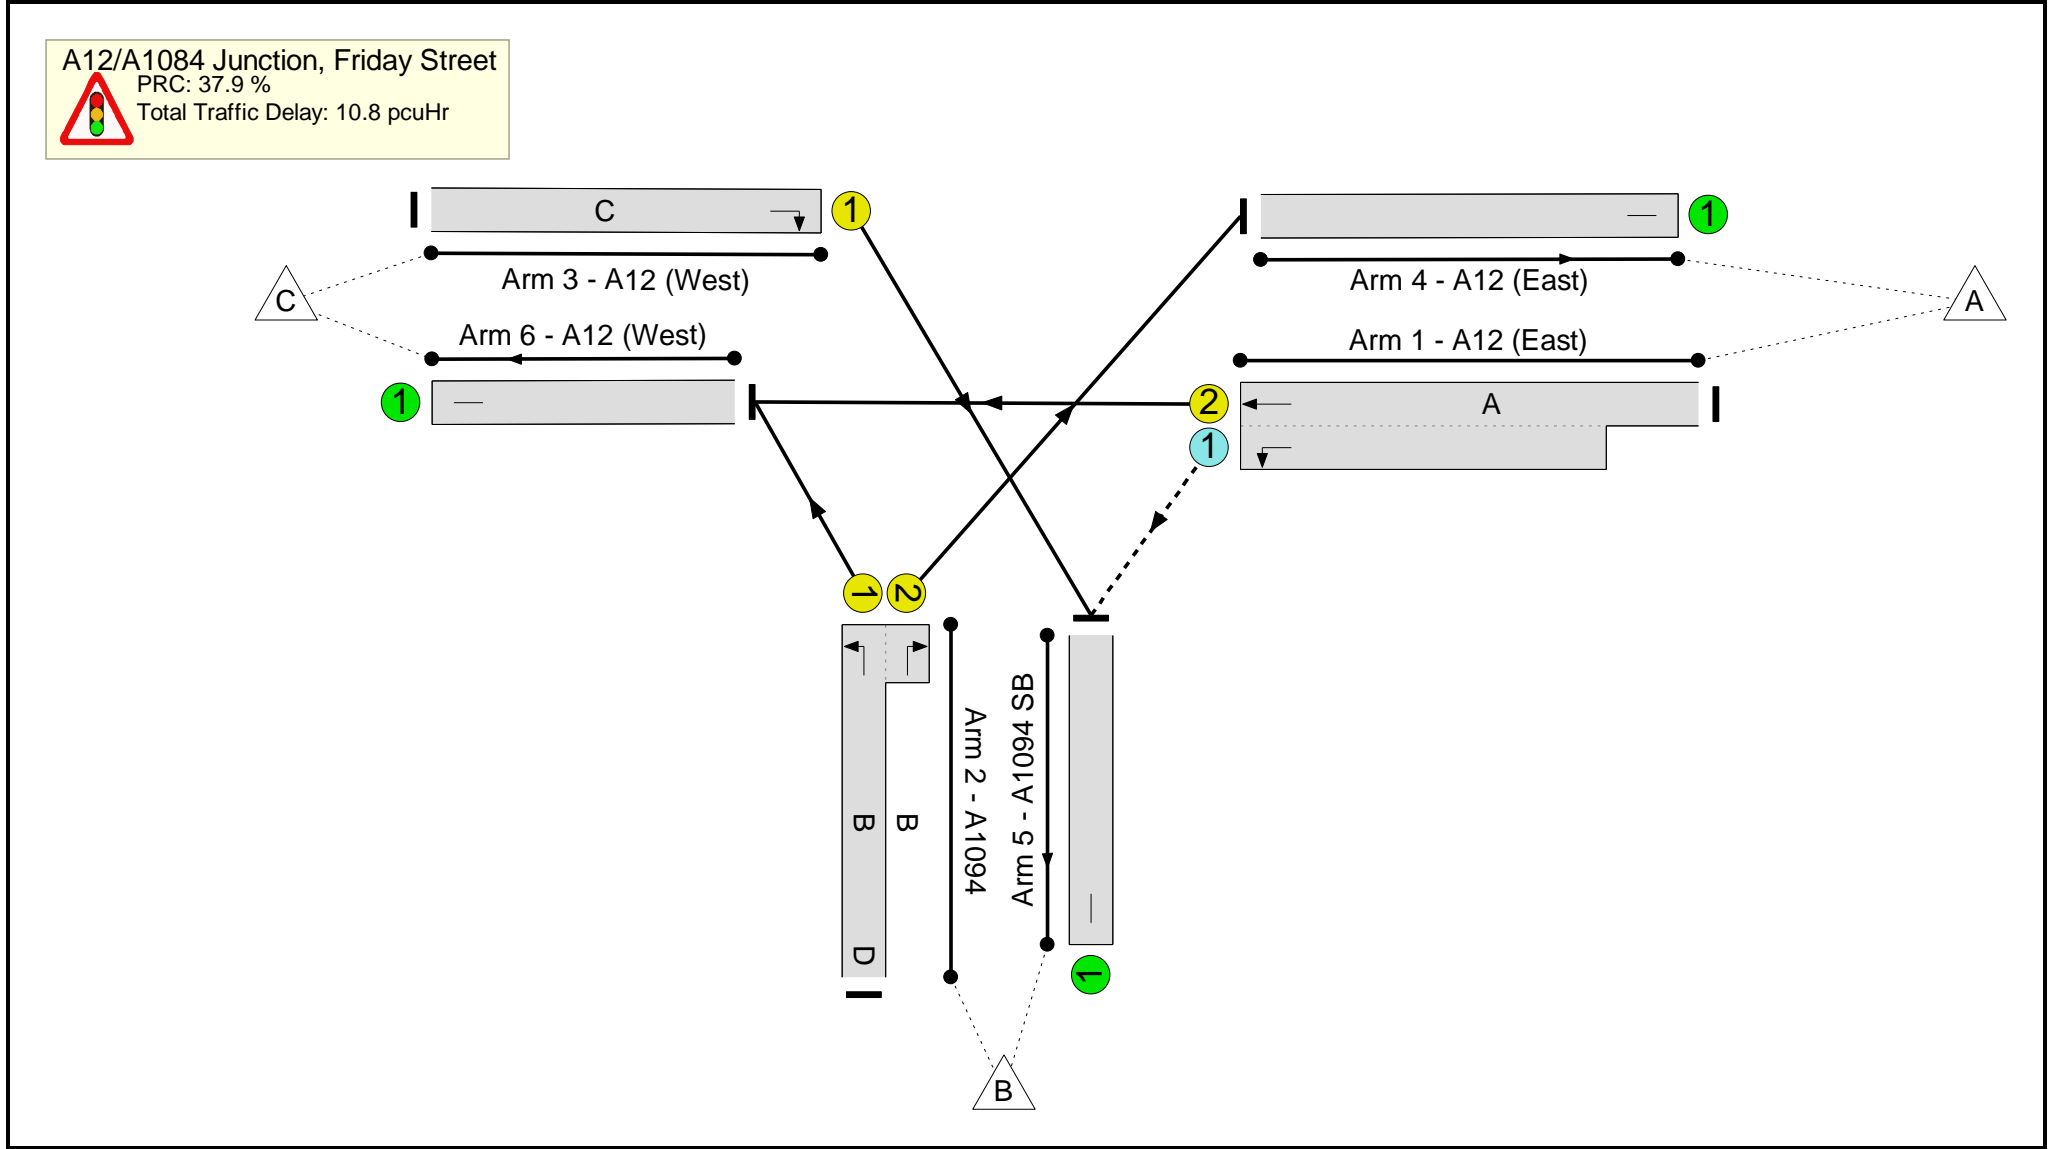 A12/A1084 Junction, Friday Street
PRC: 37.9 %
Total Traffic Delay: 10.8 pcuHr
C
1
1
Arm 3 - A12 (West)
Arm 4 - A12 (East)
C
A
Arm 6 - A12 (West)
Arm 1 - A12 (East)
1
2
A
1
1
2
Arm 2 - A1094
Arm 5 - A1094 SB
B
B
D
1
B